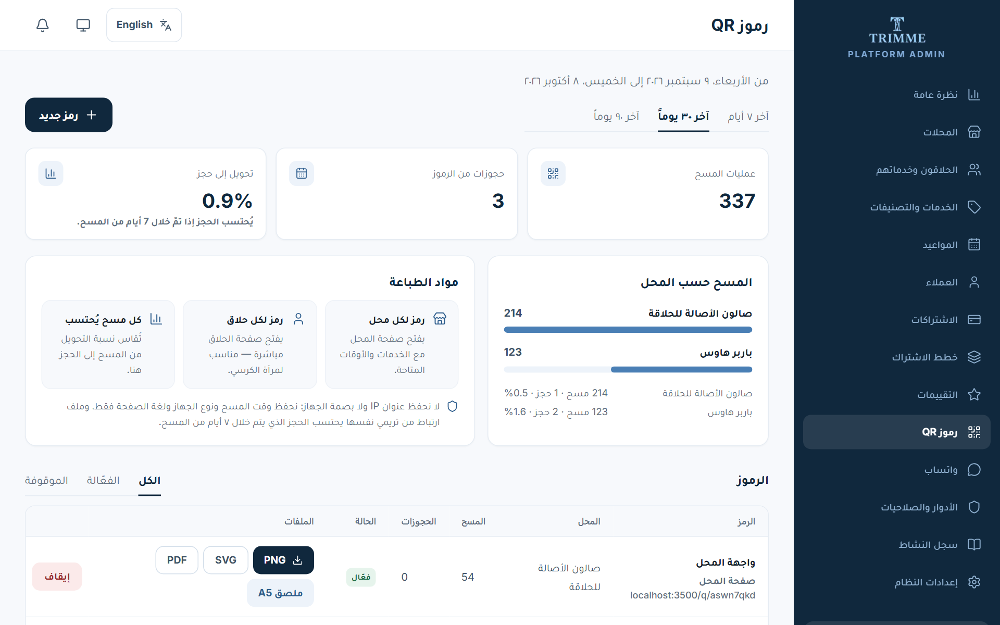 TRIMME
PLATFORM ADMIN
نظرة عامة
المحلات
الحلاقون وخدماتهم
الخدمات والتصنيفات
المواعيد
العملاء
الاشتراكات
خطط الاشتراك
التقييمات
رموز QR
واتساب
الأدوار والصلاحيات
سجل النشاط
إعدادات النظام
رموز QR
English
من الأربعاء، ٩ سبتمبر ٢٠٢٦ إلى الخميس، ٨ أكتوبر ٢٠٢٦
آخر ٧ أيام
آخر ٣٠ يوماً
آخر ٩٠ يوماً
رمز جديد
عمليات المسح
337
حجوزات من الرموز
3
تحويل إلى حجز
0.9%
يُحتسب الحجز إذا تمّ خلال 7 أيام من المسح.
المسح حسب المحل
صالون الأصالة للحلاقة
214
باربر هاوس
123
صالون الأصالة للحلاقة
214 مسح · 1 حجز · 0.5%
باربر هاوس
123 مسح · 2 حجز · 1.6%
مواد الطباعة
رمز لكل محل
يفتح صفحة المحل
مع الخدمات والأوقات
المتاحة.
رمز لكل حلاق
يفتح صفحة الحلاق
مباشرة — مناسب
لمرآة الكرسي.
كل مسح يُحتسب
تُقاس نسبة التحويل
من المسح إلى الحجز
هنا.
لا نحفظ عنوان IP ولا بصمة الجهاز: نحفظ وقت المسح ونوع الجهاز ولغة الصفحة فقط، وملف
ارتباط من تريمي نفسها يحتسب الحجز الذي يتم خلال ٧ أيام من المسح.
الرموز
الكل
الفعّالة
الموقوفة
الرمز
المحل
المسح
الحجوزات
الحالة
الملفات
واجهة المحل
صفحة المحل
localhost:3500/q/aswn7qkd
صالون الأصالة
للحلاقة
54
0
فعّال
PNG
SVG
PDF
ملصق A5
إيقاف